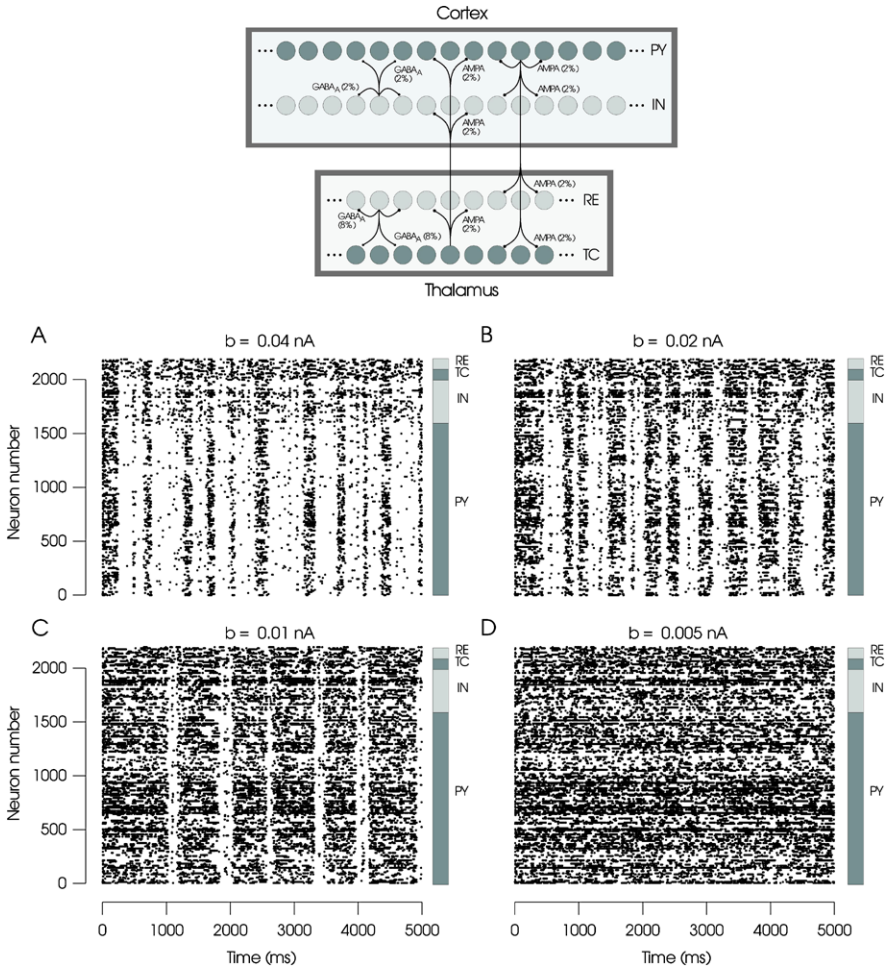 Cortex
... ... PY
GABA_A (2%) AMPA (2%) AMPA (2%)
GABA_A (2%) AMPA (2%)
... ... IN
AMPA (2%)
AMPA (2%)
... ... RE
GABA_A (8%) AMPA (2%)
GABA_A (8%) AMPA (2%)
... ... TC
Thalamus
A b = 0.04 nA
Neuron number
2000
1500
1000
500
0
RE
TC
IN
PY
B b = 0.02 nA
RE
TC
IN
PY
C b = 0.01 nA
Neuron number
2000
1500
1000
500
0
RE
TC
IN
PY
0 1000 2000 3000 4000 5000
Time (ms)
D b = 0.005 nA
RE
TC
IN
PY
0 1000 2000 3000 4000 5000
Time (ms)